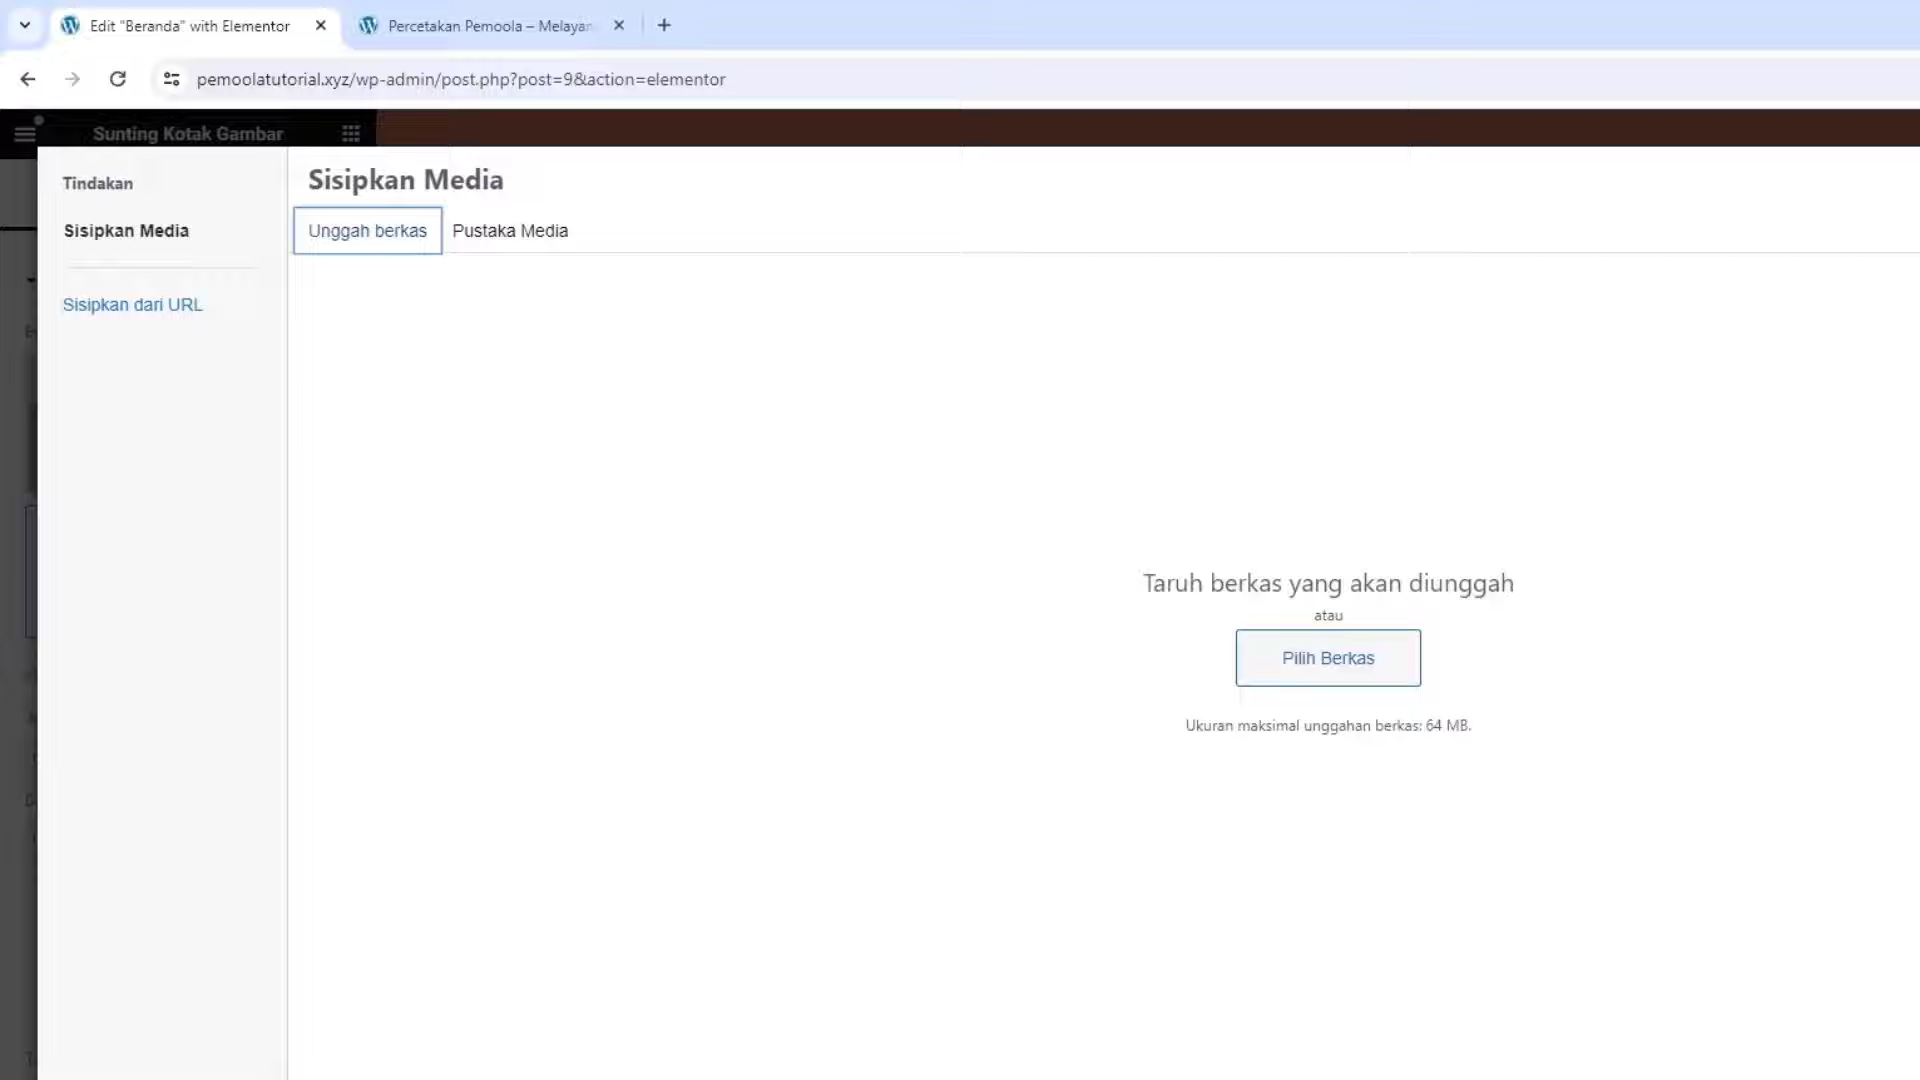 Edit "Beranda" with Elementor
Percetakan Pemoola – Melayan
pemoolatutorial.xyz/wp-admin/post.php?post=9&action=elementor
Sunting Kotak Gambar
Tindakan
Sisipkan Media
Sisipkan dari URL
Sisipkan Media
Unggah berkas
Pustaka Media
Taruh berkas yang akan diunggah
atau
Pilih Berkas
Ukuran maksimal unggahan berkas: 64 MB.